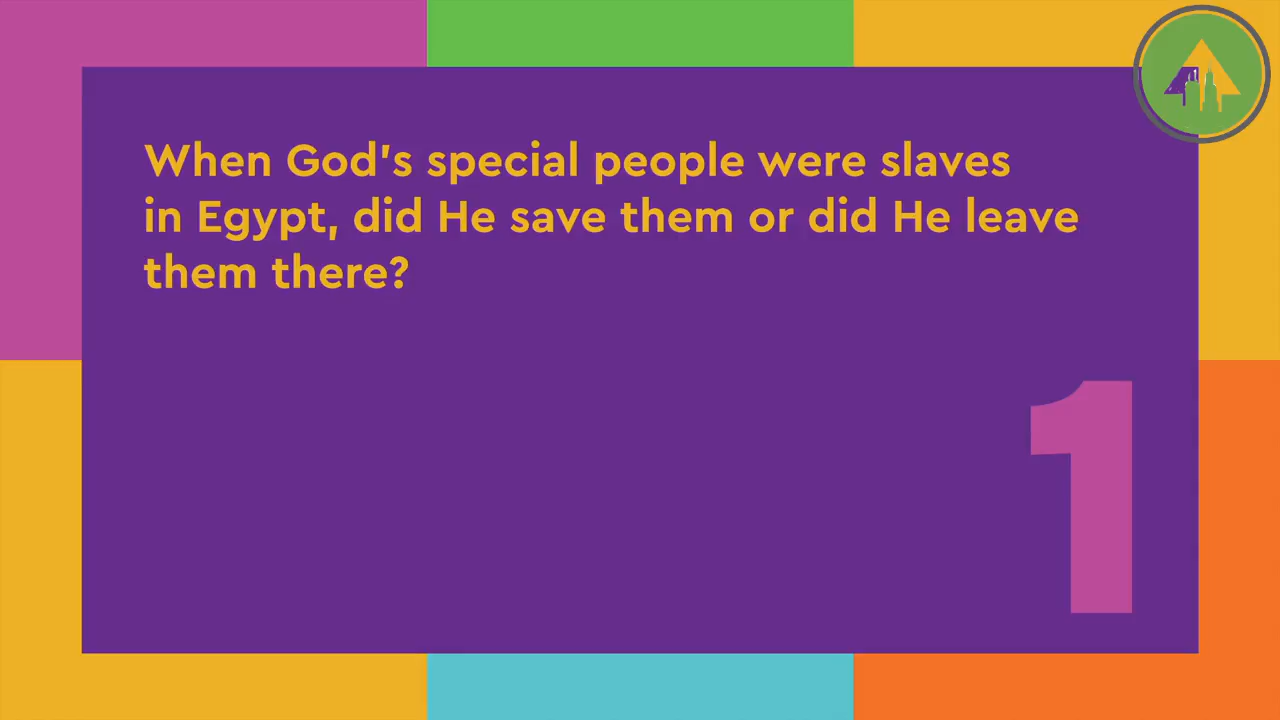 When God's special people were slaves
in Egypt, did He save them or did He leave
them there?
1